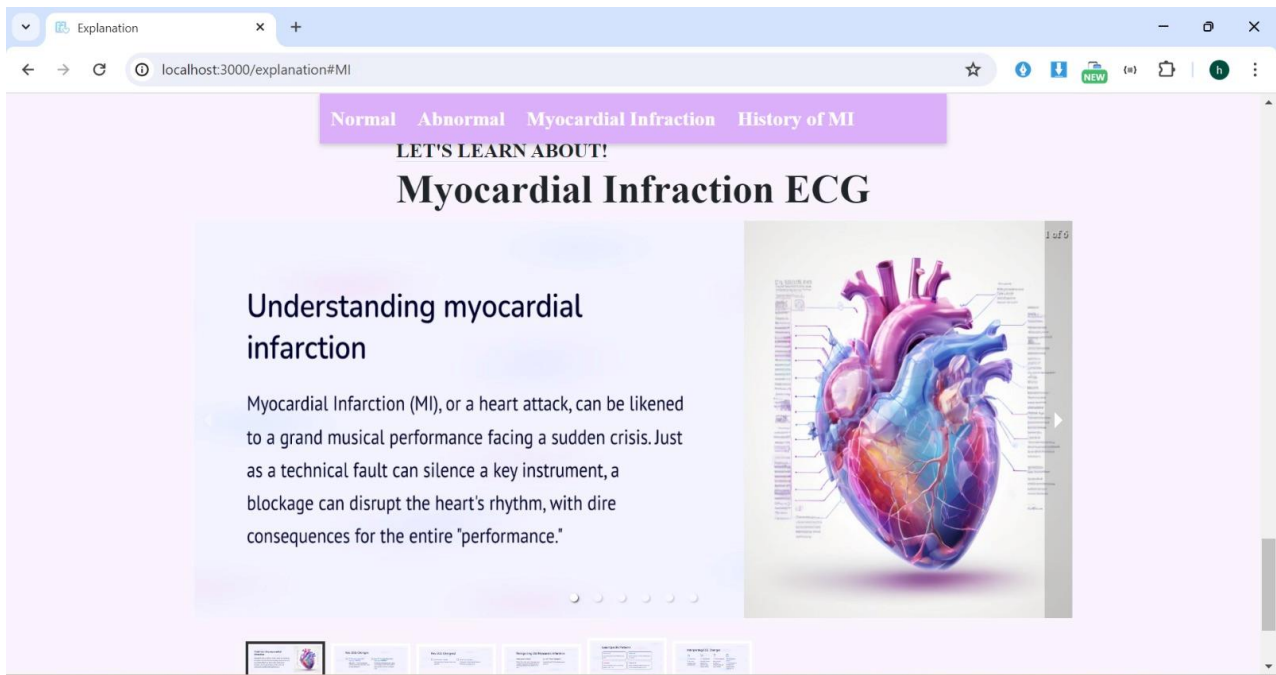 Explanation
localhost:3000/explanation#MI
NEW
h
Normal Abnormal Myocardial Infraction History of MI
LET'S LEARN ABOUT!
Myocardial Infraction ECG
1 of 6
Understanding myocardial
infarction
Myocardial Infarction (MI), or a heart attack, can be likened
to a grand musical performance facing a sudden crisis. Just
as a technical fault can silence a key instrument, a
blockage can disrupt the heart's rhythm, with dire
consequences for the entire "performance."